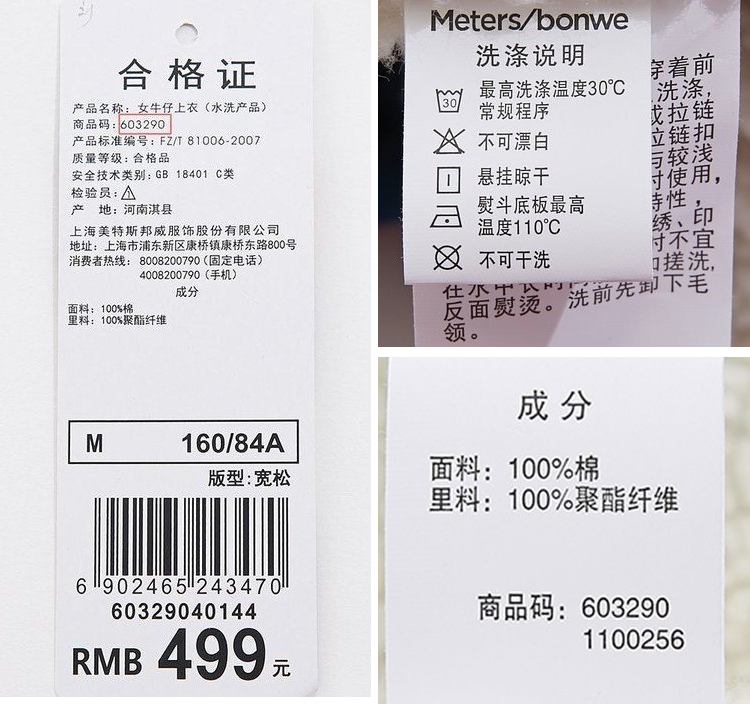 合格证
产品名称：女牛仔上衣（水洗产品）
商品码：603290
产品标准编号：FZ/T 81006-2007
质量等级：合格品
安全技术类别：GB 18401 C类
检验员：
产 地：河南淇县
上海美特斯邦威服饰股份有限公司
地址：上海市浦东新区康桥镇康桥东路800号
消费者热线：8008200790（固定电话）
4008200790（手机）
成分
面料：100%棉
里料：100%聚酯纤维
M 160/84A
版型：宽松
6 902465 243470
60329040144
RMB 499元
Meters/bonwe
洗涤说明
30
最高洗涤温度30℃
常规程序
不可漂白
悬挂晾干
熨斗底板最高
温度110℃
不可干洗
穿着前
洗涤，
或拉链
拉链扣
与较浅
时使用，
特性，
绣、印
时不宜
搓洗，
反面熨烫。洗前先卸下毛
领。
成分
面料：100%棉
里料：100%聚酯纤维
商品码：603290
1100256